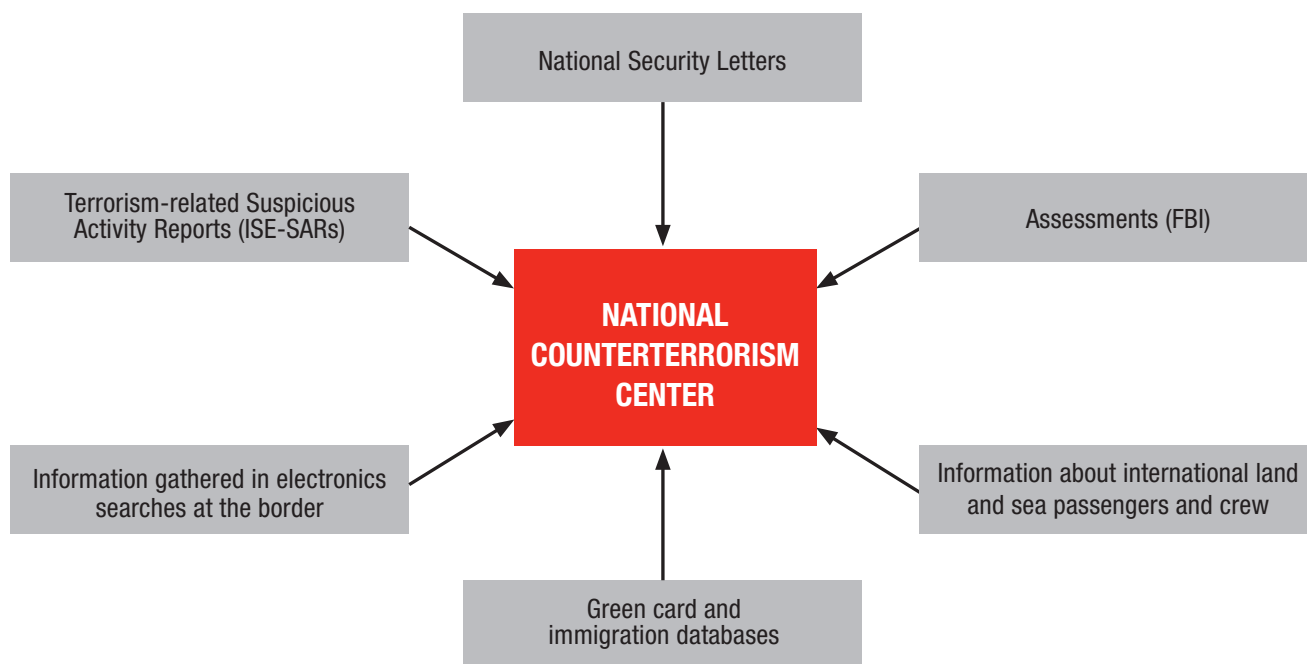 National Security Letters
Terrorism-related Suspicious
Activity Reports (ISE-SARs)
Assessments (FBI)
NATIONAL
COUNTERTERRORISM
CENTER
Information gathered in electronics
searches at the border
Information about international land
and sea passengers and crew
Green card and
immigration databases